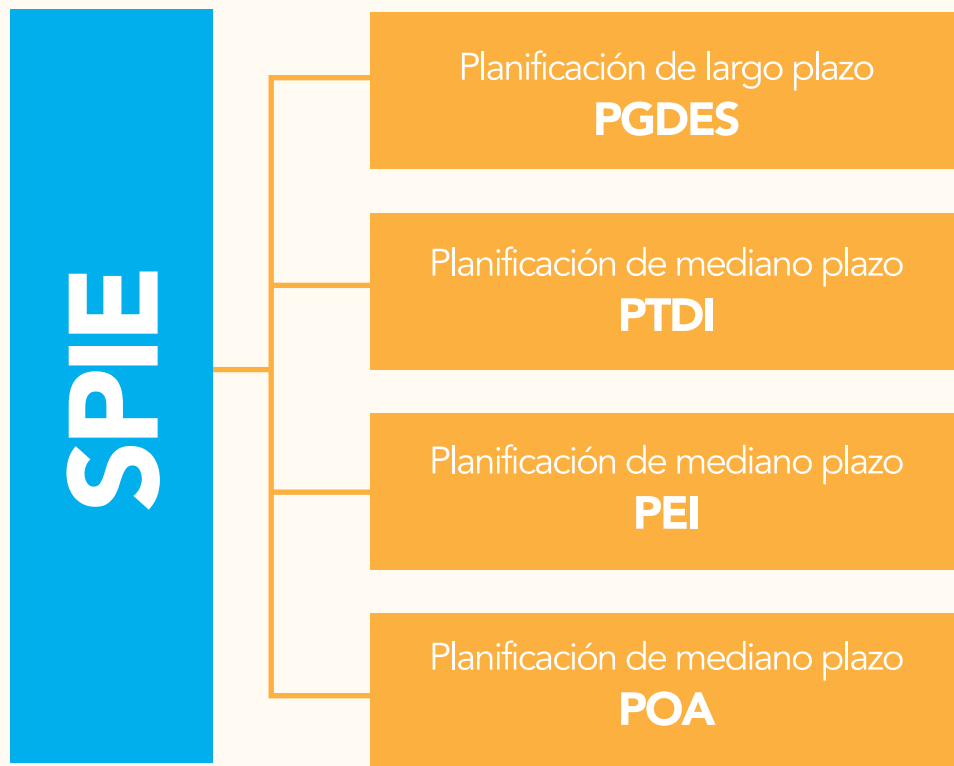 SPIE
Planificación de largo plazo
PGDES
Planificación de mediano plazo
PTDI
Planificación de mediano plazo
PEI
Planificación de mediano plazo
POA